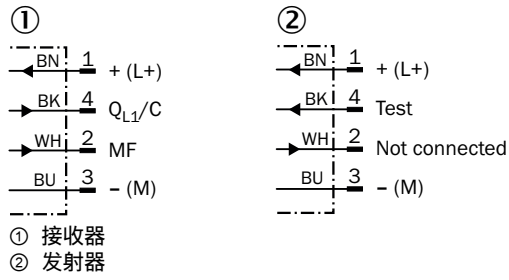 ① ②
BN 1 + (L+)
BK 4 QL1/C
WH 2 MF
BU 3 − (M)
BN 1 + (L+)
BK 4 Test
WH 2 Not connected
BU 3 − (M)
① 接收器
② 发射器